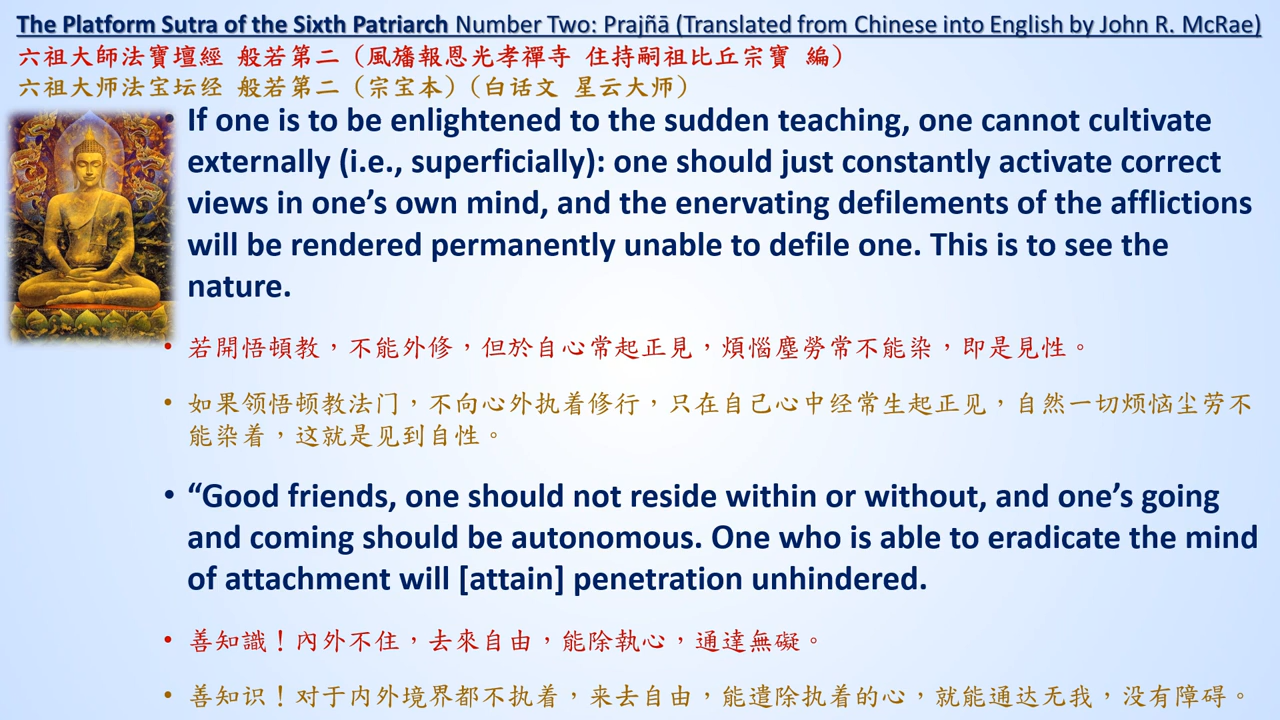 The Platform Sutra of the Sixth Patriarch Number Two: Prajñā (Translated from Chinese into English by John R. McRae)
六祖大師法寶壇經 般若第二（風旛報恩光孝禪寺 住持嗣祖比丘宗寶 編）
六祖大师法宝坛经 般若第二（宗宝本）（白话文 星云大师）
• If one is to be enlightened to the sudden teaching, one cannot cultivate
externally (i.e., superficially): one should just constantly activate correct
views in one’s own mind, and the enervating defilements of the afflictions
will be rendered permanently unable to defile one. This is to see the
nature.
• 若開悟頓教，不能外修，但於自心常起正見，煩惱塵勞常不能染，即是見性。
• 如果领悟顿教法门，不向心外执着修行，只在自己心中经常生起正见，自然一切烦恼尘劳不
能染着，这就是见到自性。
• “Good friends, one should not reside within or without, and one’s going
and coming should be autonomous. One who is able to eradicate the mind
of attachment will [attain] penetration unhindered.
• 善知識！內外不住，去來自由，能除執心，通達無礙。
• 善知识！对于内外境界都不执着，来去自由，能遣除执着的心，就能通达无我，没有障碍。